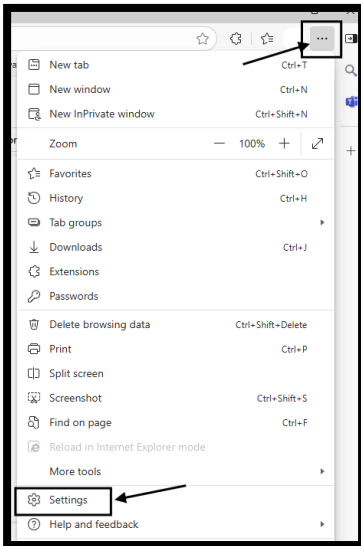 New tab Ctrl+T
New window Ctrl+N
New InPrivate window Ctrl+Shift+N
Zoom — 100% +
Favorites Ctrl+Shift+O
History Ctrl+H
Tab groups
Downloads Ctrl+J
Extensions
Passwords
Delete browsing data Ctrl+Shift+Delete
Print Ctrl+P
Split screen
Screenshot Ctrl+Shift+S
Find on page Ctrl+F
Reload in Internet Explorer mode
More tools
Settings
Help and feedback